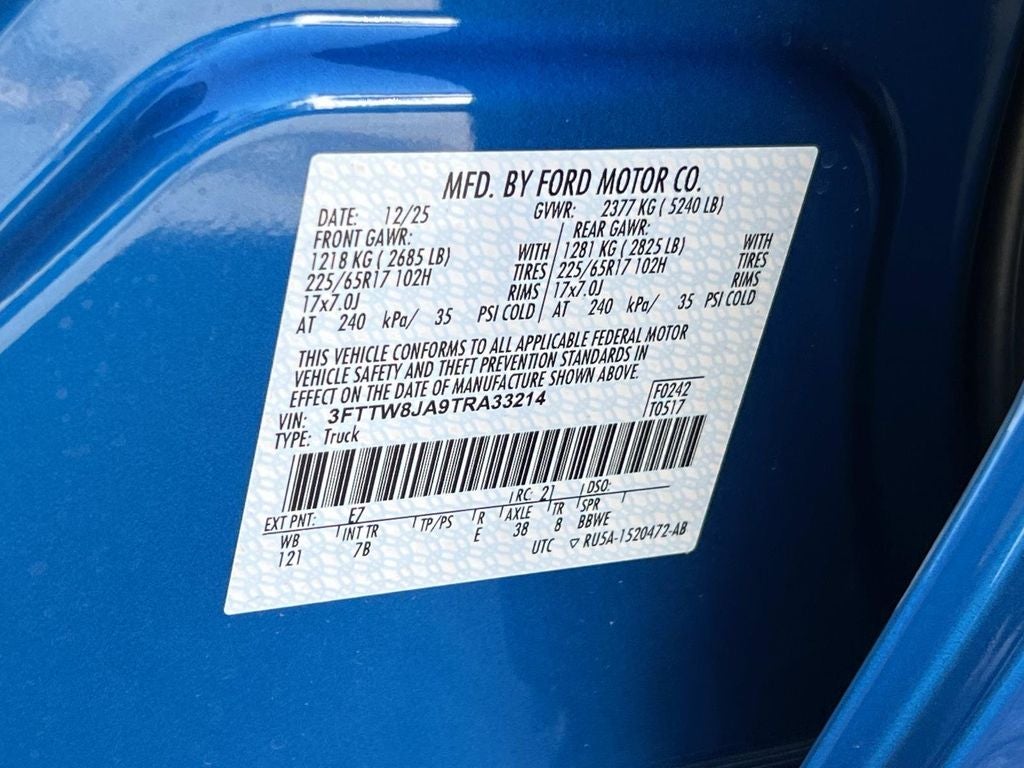 MFD. BY FORD MOTOR CO.
DATE: 12/25 GVWR: 2377 KG ( 5240 LB)
FRONT GAWR: REAR GAWR:
1218 KG ( 2685 LB) WITH 1281 KG ( 2825 LB) WITH
225/65R17 102H TIRES 225/65R17 102H TIRES
17x7.0J RIMS 17x7.0J RIMS
AT 240 kPa/ 35 PSI COLD AT 240 kPa/ 35 PSI COLD
THIS VEHICLE CONFORMS TO ALL APPLICABLE FEDERAL MOTOR
VEHICLE SAFETY AND THEFT PREVENTION STANDARDS IN
EFFECT ON THE DATE OF MANUFACTURE SHOWN ABOVE.
VIN: 3FTTW8JA9TRA33214 F0242
TYPE: Truck T0517
EXT PNT: EZ RC: 21 DSO:
WB INT TR TP/PS R AXLE TR SPR
121 7B E 38 8 BBWE
UTC ▽ RU5A-1520472-AB